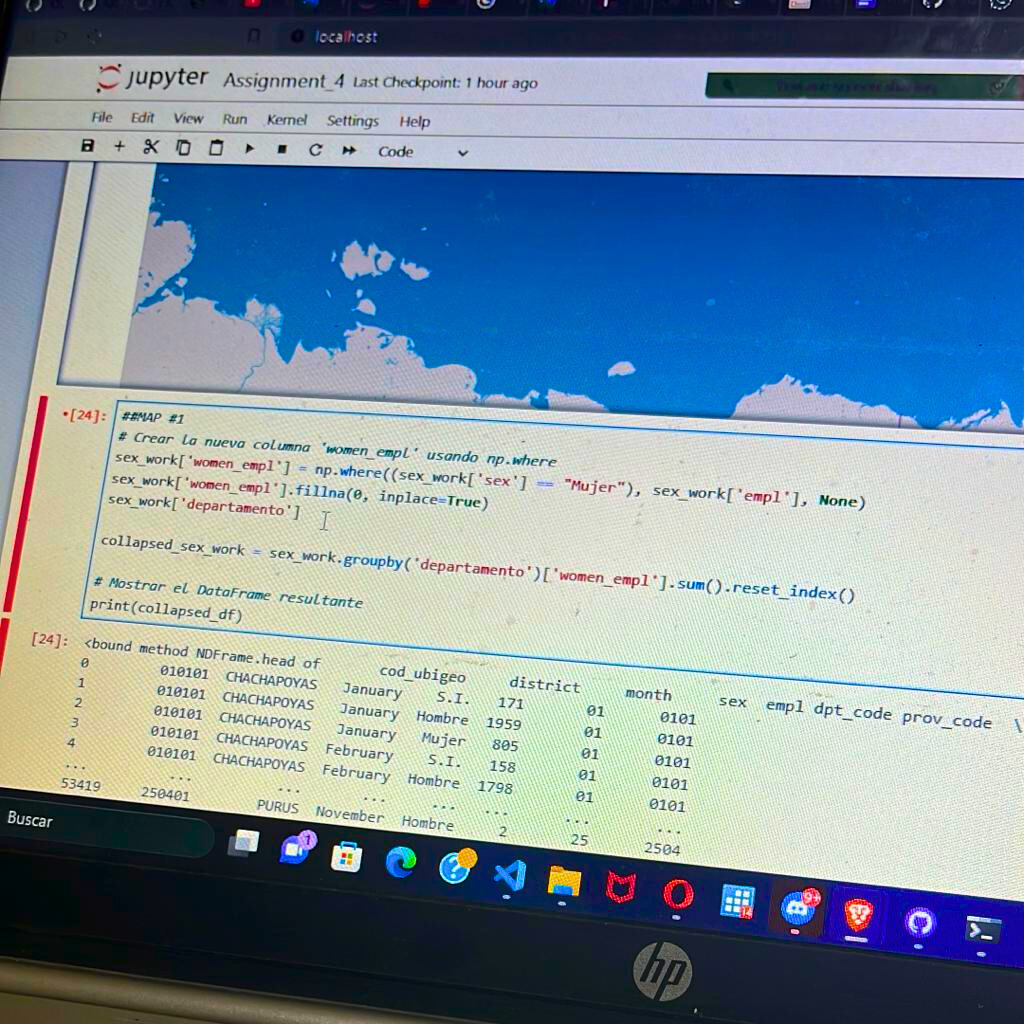 localhost
jupyter Assignment_4 Last Checkpoint: 1 hour ago
File Edit View Run Kernel Settings Help
Code
[24]:
##MAP #1
# Crear la nueva columna 'women_empl' usando np.where
sex_work['women_empl'] = np.where((sex_work['sex'] == "Mujer"), sex_work['empl'], None)
sex_work['women_empl'].fillna(0, inplace=True)
sex_work['departamento']
collapsed_sex_work = sex_work.groupby('departamento')['women_empl'].sum().reset_index()
# Mostrar el DataFrame resultante
print(collapsed_df)
[24]: <bound method NDFrame.head of cod_ubigeo district month sex empl dpt_code prov_code \
0 010101 CHACHAPOYAS January S.I. 171 01 0101
1 010101 CHACHAPOYAS January Hombre 1959 01 0101
2 010101 CHACHAPOYAS January Mujer 805 01 0101
3 010101 CHACHAPOYAS February S.I. 158 01 0101
4 010101 CHACHAPOYAS February Hombre 1798 01 0101
... ... ... ... ... ... ... ...
53419 250401 PURUS November Hombre 2 25 2504
Buscar
1
14
9+
hp